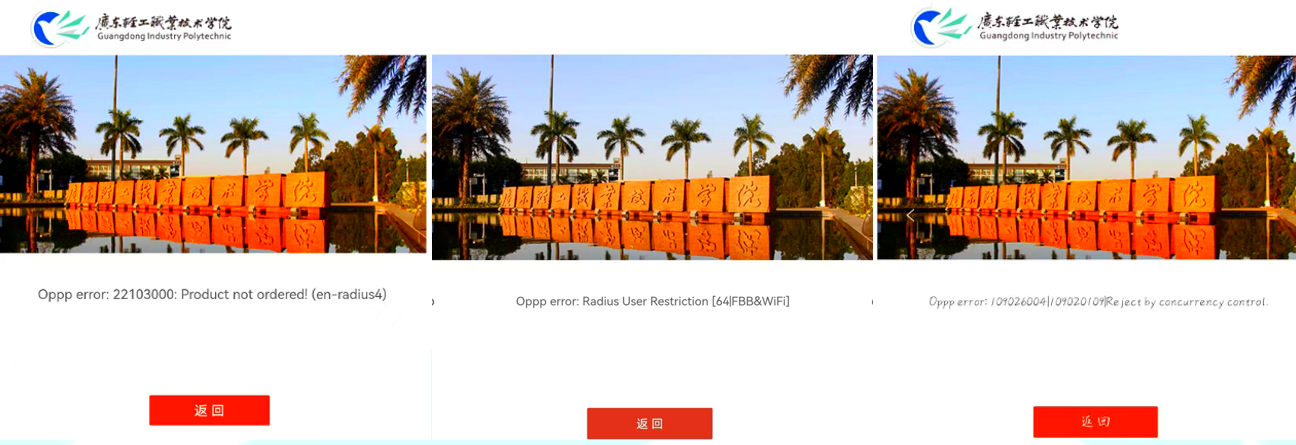 廣东轻工職業技术学院
Guangdong Industry Polytechnic
Oppp error: 22103000: Product not ordered! (en-radius4)
返回
Oppp error: Radius User Restriction [64|FBB&WiFi]
返回
廣东轻工職業技术学院
Guangdong Industry Polytechnic
Oppp error: 109026004|109020109|Reject by concurrency control.
返回